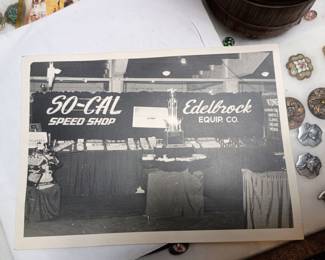 SO-CAL
SPEED SHOP
Edelbrock
EQUIP. CO.